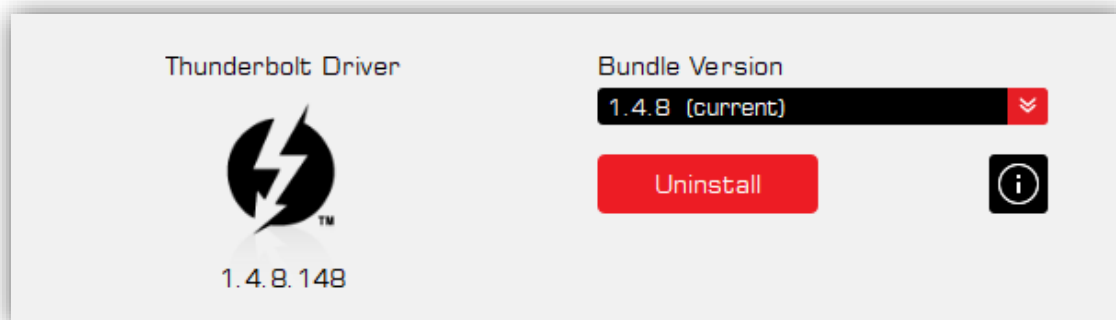 Thunderbolt Driver
TM
1.4.8.148
Bundle Version
1.4.8 (current)
Uninstall
i